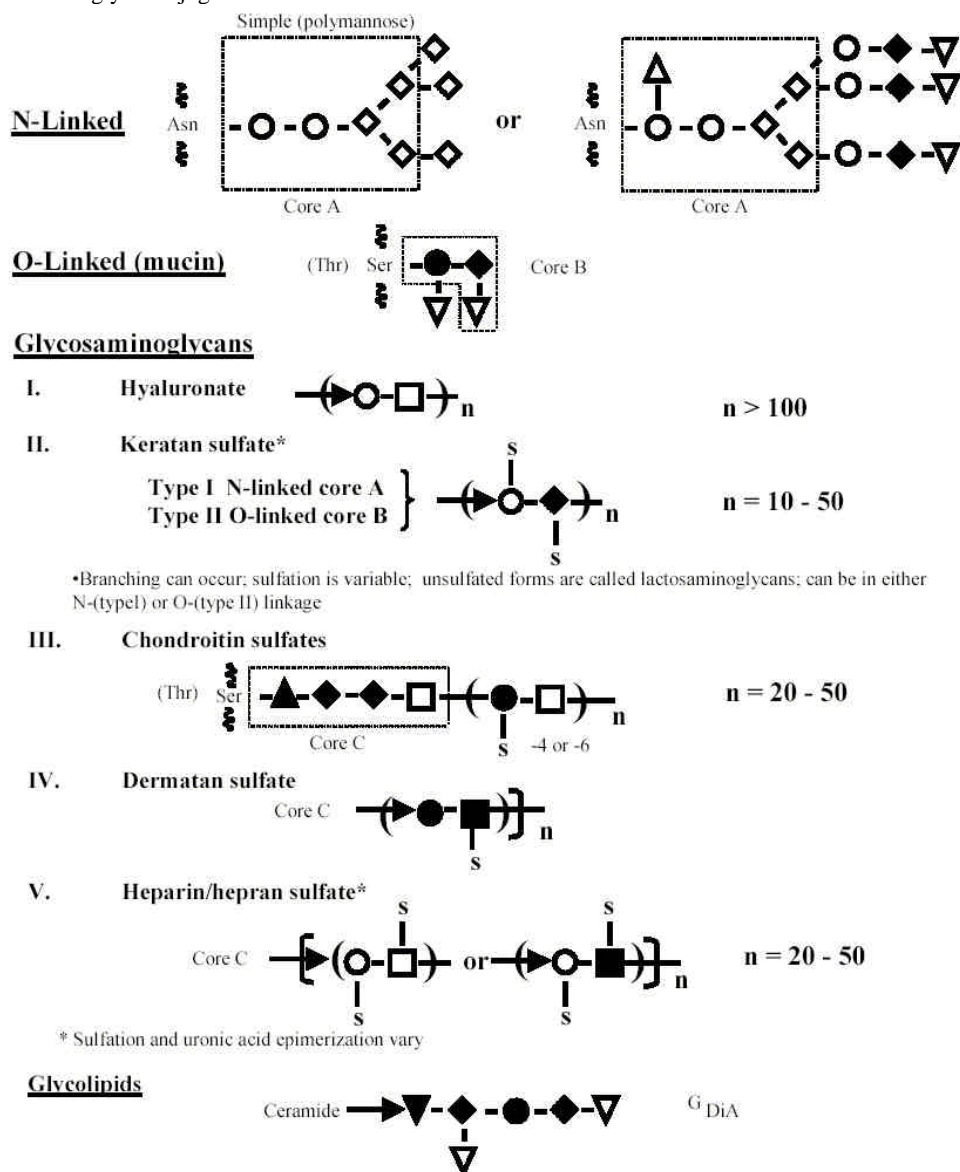 Simple (polymannose)
N-Linked
Asn
or
Asn
Core A
Core A
O-Linked (mucin)
(Thr) Ser
Core B
Glycosaminoglycans
I. Hyaluronate
n
n > 100
II. Keratan sulfate*
s
Type I N-linked core A
Type II O-linked core B
n
n = 10 - 50
s
•Branching can occur; sulfation is variable; unsulfated forms are called lactosaminoglycans; can be in either
N-(typeI) or O-(type II) linkage
III. Chondroitin sulfates
(Thr) Ser
n
n = 20 - 50
Core C
s
-4 or -6
IV. Dermatan sulfate
Core C
n
s
V. Heparin/hepran sulfate*
s
s
Core C
or
n
n = 20 - 50
s
s
* Sulfation and uronic acid epimerization vary
Glycolipids
Ceramide
G DiA